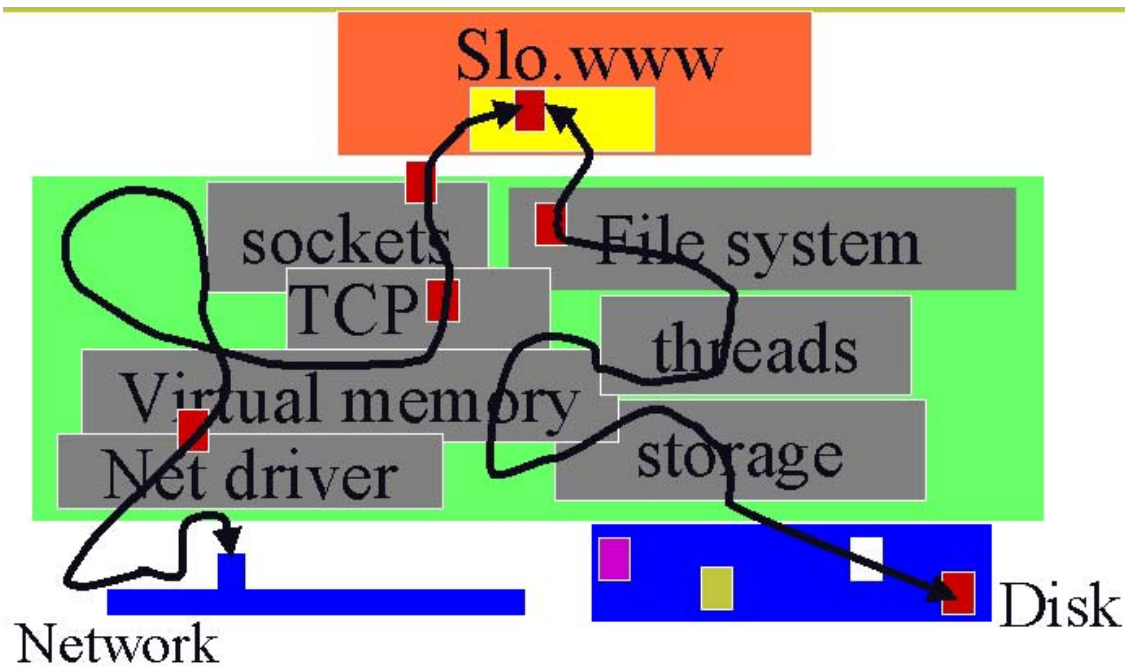 Slo.www
sockets
File system
TCP
threads
Virtual memory
storage
Net driver
Disk
Network